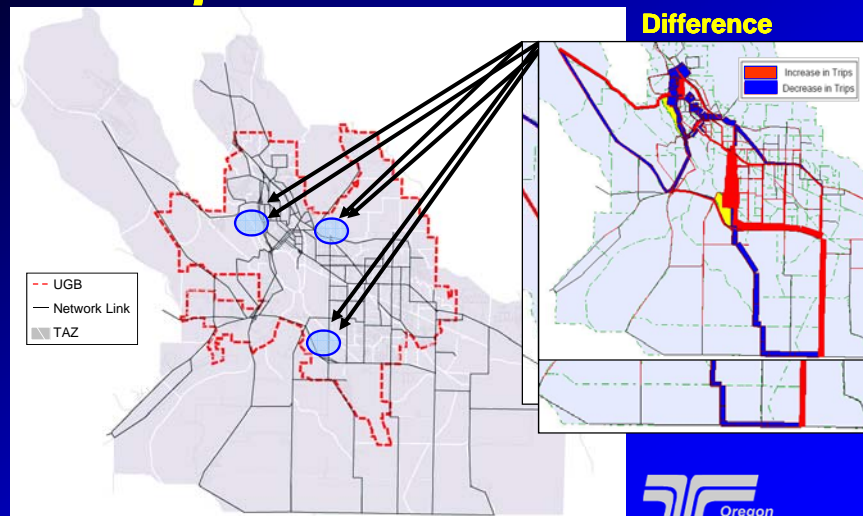 Difference
Increase in Trips
Decrease in Trips
UGB
Network Link
TAZ
Oregon